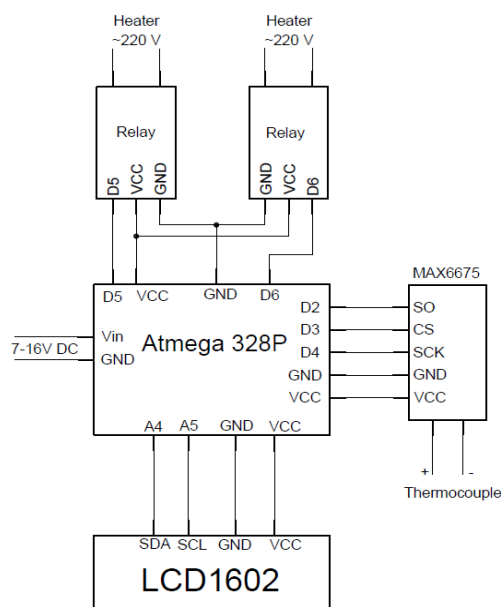 Heater
~220 V
Heater
~220 V
Relay
Relay
D5
VCC
GND
GND
VCC
D6
D5
VCC
GND
D6
MAX6675
Vin
GND
7-16V DC
Atmega 328P
D2
D3
D4
GND
VCC
SO
CS
SCK
GND
VCC
+
-
Thermocouple
A4
A5
GND
VCC
SDA
SCL
GND
VCC
LCD1602